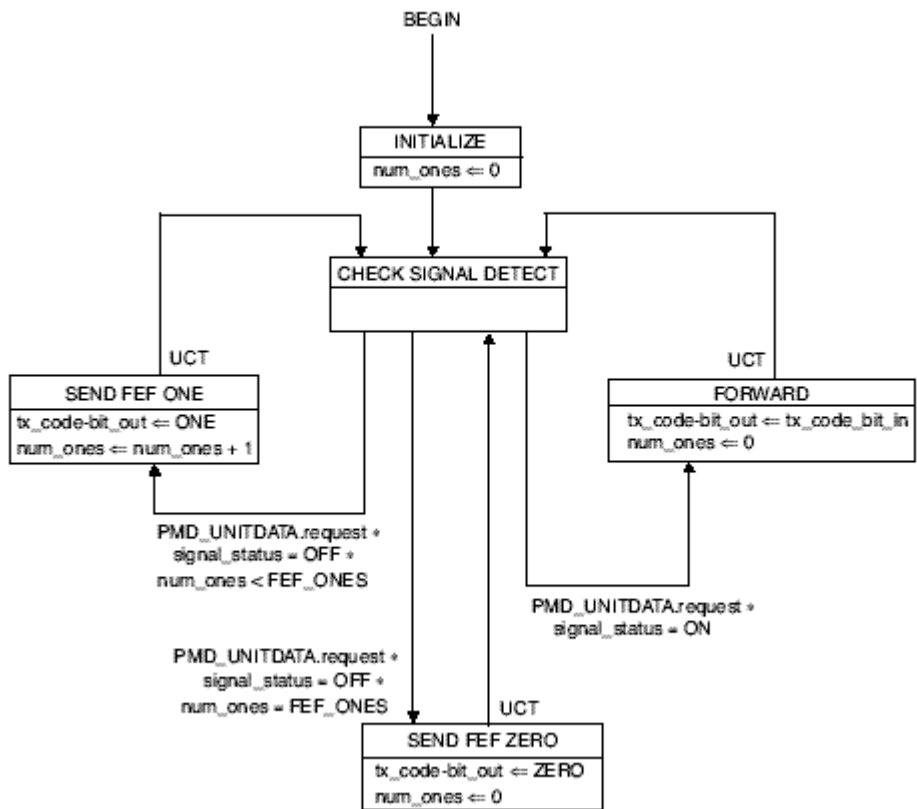 BEGIN
INITIALIZE
num_ones ⇐ 0
CHECK SIGNAL DETECT
UCT
SEND FEF ONE
tx_code-bit_out ⇐ ONE
num_ones ⇐ num_ones + 1
UCT
FORWARD
tx_code-bit_out ⇐ tx_code_bit_in
num_ones ⇐ 0
PMD_UNITDATA.request *
signal_status = OFF *
num_ones < FEF_ONES
PMD_UNITDATA.request *
signal_status = ON
PMD_UNITDATA.request *
signal_status = OFF *
num_ones = FEF_ONES
UCT
SEND FEF ZERO
tx_code-bit_out ⇐ ZERO
num_ones ⇐ 0